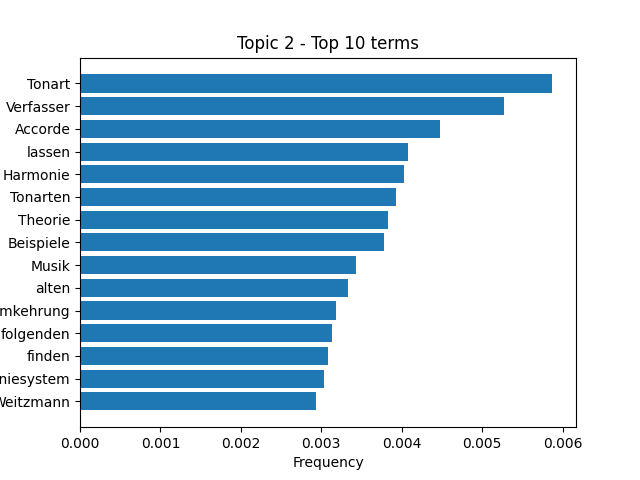 Topic 2 - Top 10 terms
Tonart
Verfasser
Accorde
lassen
Harmonie
Tonarten
Theorie
Beispiele
Musik
alten
mkehrung
folgenden
finden
niesystem
Weitzmann
0.000 0.001 0.002 0.003 0.004 0.005 0.006
Frequency